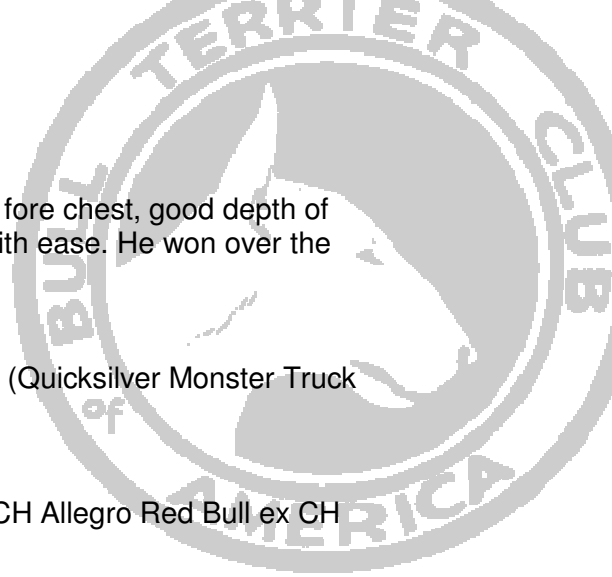 BULL TERRIER CLUB
of
AMERICA
fore chest, good depth of
ith ease. He won over the
(Quicksilver Monster Truck
CH Allegro Red Bull ex CH